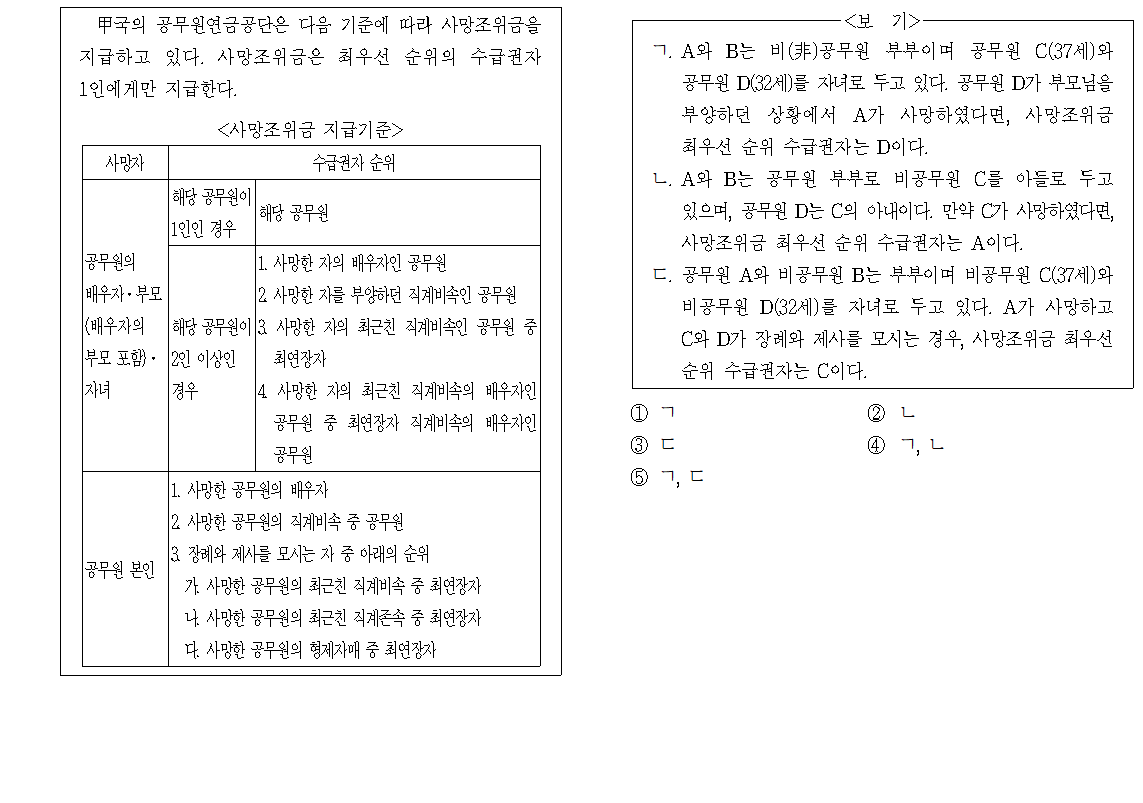 甲국의 공무원연금공단은 다음 기준에 따라 사망조위금을
지급하고 있다. 사망조위금은 최우선 순위의 수급권자
1인에게만 지급한다.
<사망조위금 지급기준>
사망자
수급권자 순위
공무원의
배우자·부모
(배우자의
부모 포함)·
자녀
해당 공무원이
1인인 경우
해당 공무원
해당 공무원이
2인 이상인
경우
1. 사망한 자의 배우자인 공무원
2. 사망한 자를 부양하던 직계비속인 공무원
3. 사망한 자의 최근친 직계비속인 공무원 중
최연장자
4. 사망한 자의 최근친 직계비속의 배우자인
공무원 중 최연장자 직계비속의 배우자인
공무원
공무원 본인
1. 사망한 공무원의 배우자
2. 사망한 공무원의 직계비속 중 공무원
3. 장례와 제사를 모시는 자 중 아래의 순위
가. 사망한 공무원의 최근친 직계비속 중 최연장자
나. 사망한 공무원의 최근친 직계존속 중 최연장자
다. 사망한 공무원의 형제자매 중 최연장자
<보 기>
ㄱ. A와 B는 비(非)공무원 부부이며 공무원 C(37세)와
공무원 D(32세)를 자녀로 두고 있다. 공무원 D가 부모님을
부양하던 상황에서 A가 사망하였다면, 사망조위금
최우선 순위 수급권자는 D이다.
ㄴ. A와 B는 공무원 부부로 비공무원 C를 아들로 두고
있으며, 공무원 D는 C의 아내이다. 만약 C가 사망하였다면,
사망조위금 최우선 순위 수급권자는 A이다.
ㄷ. 공무원 A와 비공무원 B는 부부이며 비공무원 C(37세)와
비공무원 D(32세)를 자녀로 두고 있다. A가 사망하고
C와 D가 장례와 제사를 모시는 경우, 사망조위금 최우선
순위 수급권자는 C이다.
① ㄱ
② ㄴ
③ ㄷ
④ ㄱ, ㄴ
⑤ ㄱ, ㄷ